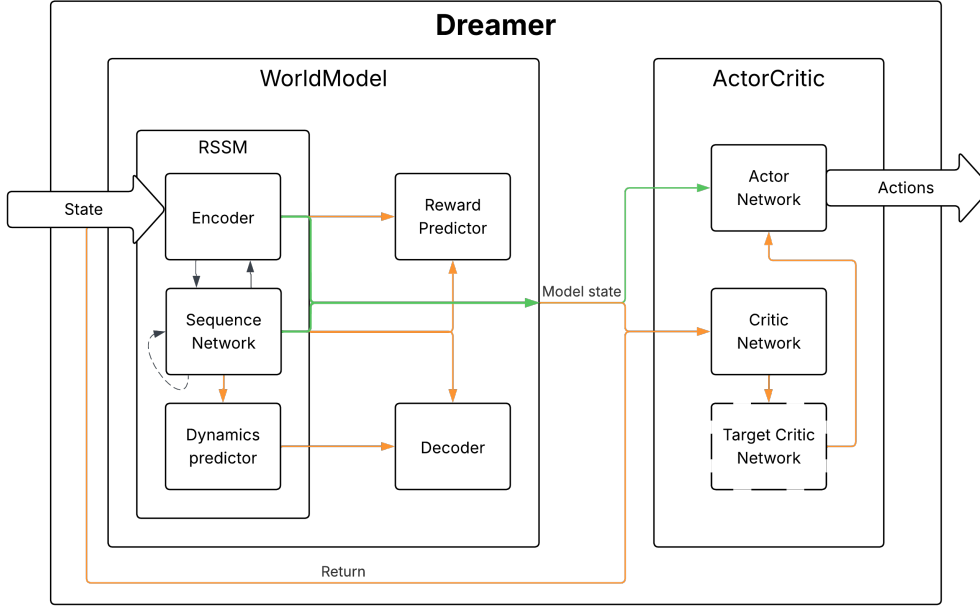 Dreamer
WorldModel
ActorCritic
RSSM
State
Encoder
Reward
Predictor
Actor
Network
Actions
Model state
Sequence
Network
Critic
Network
Dynamics
predictor
Decoder
Target Critic
Network
Return